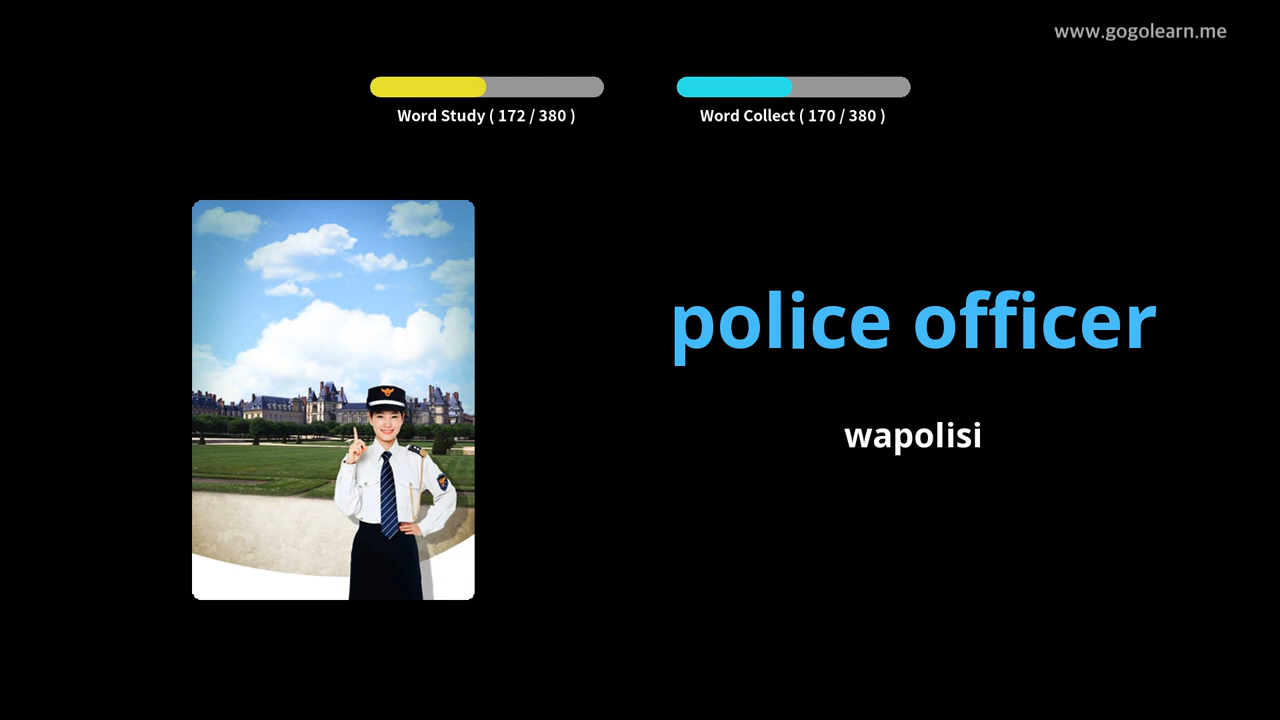 www.gogolearn.me
Word Study ( 172 / 380 )
Word Collect ( 170 / 380 )
police officer
wapolisi